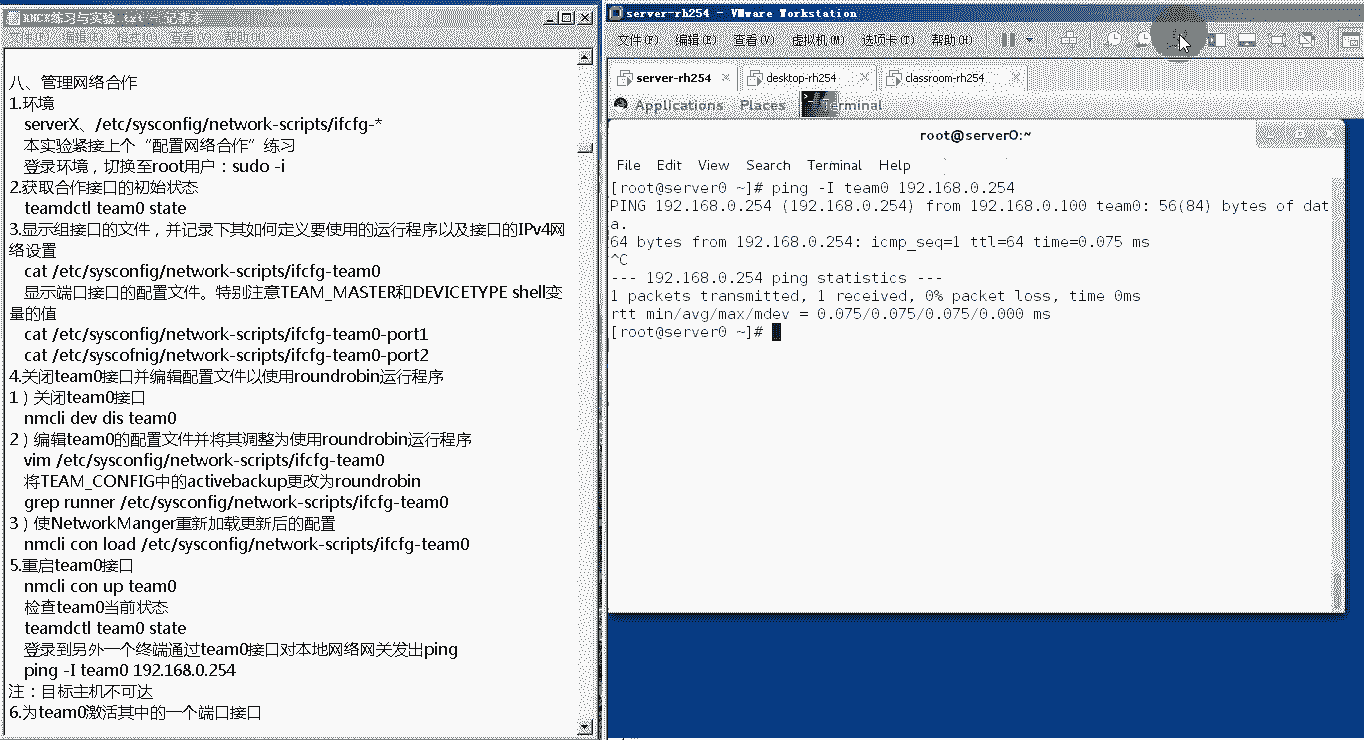 RHCE练习与实验.txt - 记事本
文件(F) 编辑(E) 格式(O) 查看(V) 帮助(H)
八、管理网络合作
1.环境
serverX、/etc/sysconfig/network-scripts/ifcfg-*
本实验紧接上个“配置网络合作”练习
登录环境，切换至root用户：sudo -i
2.获取合作接口的初始状态
teamdctl team0 state
3.显示组接口的文件，并记录下其如何定义要使用的运行程序以及接口的IPv4网
络设置
cat /etc/sysconfig/network-scripts/ifcfg-team0
显示端口接口的配置文件。特别注意TEAM_MASTER和DEVICETYPE shell变
量的值
cat /etc/sysconfig/network-scripts/ifcfg-team0-port1
cat /etc/syscofnig/network-scripts/ifcfg-team0-port2
4.关闭team0接口并编辑配置文件以使用roundrobin运行程序
1）关闭team0接口
nmcli dev dis team0
2）编辑team0的配置文件并将其调整为使用roundrobin运行程序
vim /etc/sysconfig/network-scripts/ifcfg-team0
将TEAM_CONFIG中的activebackup更改为roundrobin
grep runner /etc/sysconfig/network-scripts/ifcfg-team0
3）使NetworkManger重新加载更新后的配置
nmcli con load /etc/sysconfig/network-scripts/ifcfg-team0
5.重启team0接口
nmcli con up team0
检查team0当前状态
teamdctl team0 state
登录到另外一个终端通过team0接口对本地网络网关发出ping
ping -I team0 192.168.0.254
注：目标主机不可达
6.为team0激活其中的一个端口接口
server-rh254 - VMware Workstation
文件(F) 编辑(E) 查看(V) 虚拟机(M) 选项卡(T) 帮助(H)
server-rh254 desktop-rh254 classroom-rh254
Applications Places Terminal
root@server0:~
File Edit View Search Terminal Help
[root@server0 ~]# ping -I team0 192.168.0.254
PING 192.168.0.254 (192.168.0.254) from 192.168.0.100 team0: 56(84) bytes of dat
a.
64 bytes from 192.168.0.254: icmp_seq=1 ttl=64 time=0.075 ms
^C
--- 192.168.0.254 ping statistics ---
1 packets transmitted, 1 received, 0% packet loss, time 0ms
rtt min/avg/max/mdev = 0.075/0.075/0.075/0.000 ms
[root@server0 ~]#